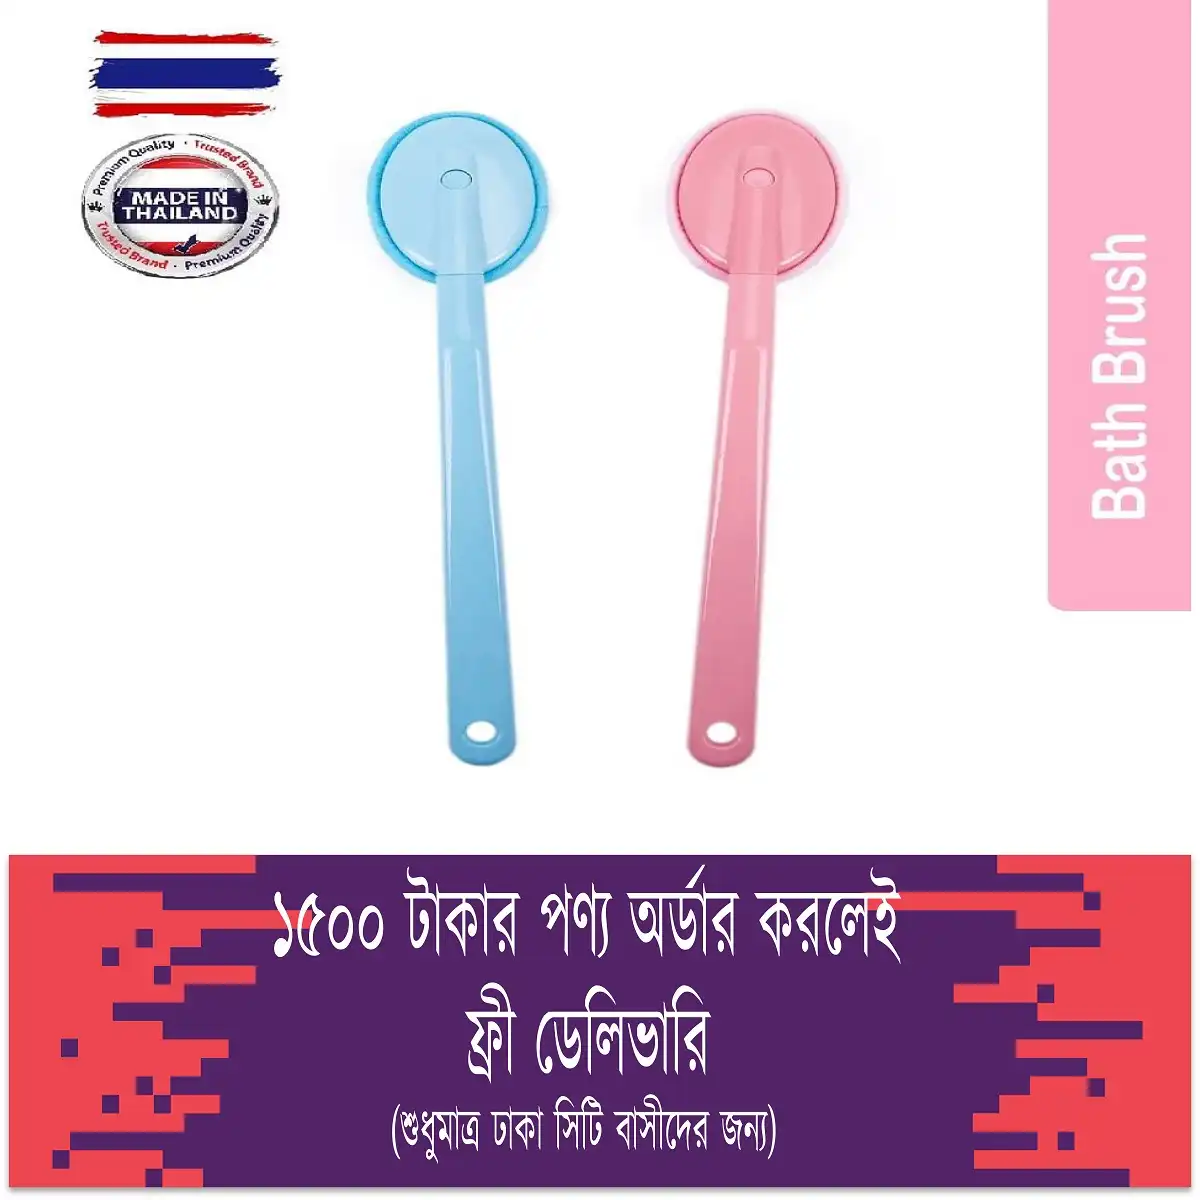 Premium Quality · Trusted Brand
MADE IN
THAILAND
Trusted Brand · Premium Quality
Bath Brush
১৫০০ টাকার পণ্য অর্ডার করলেই
ফ্রী ডেলিভারি
(শুধুমাত্র ঢাকা সিটি বাসীদের জন্য)